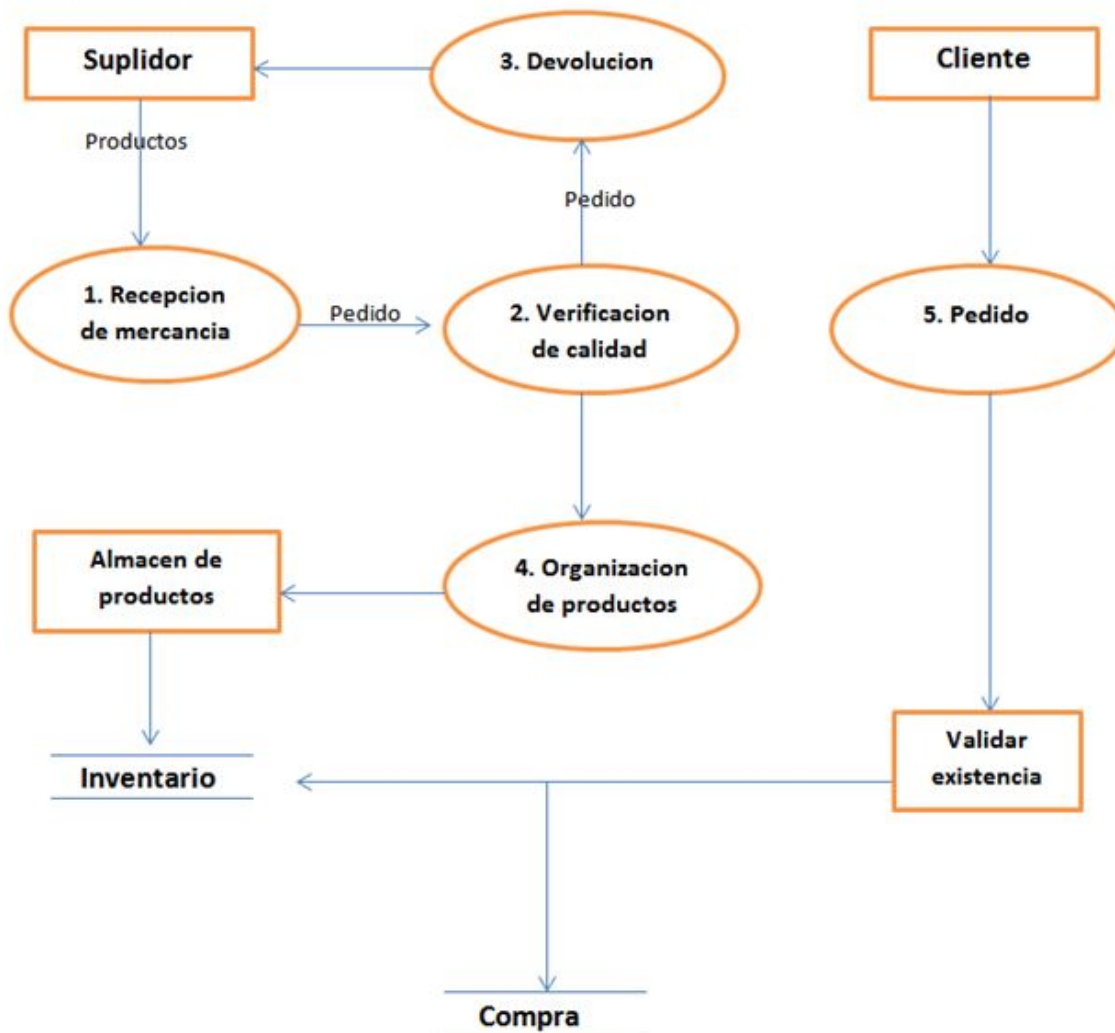 Suplidor
3. Devolucion
Cliente
Productos
Pedido
1. Recepcion
de mercancia
Pedido
2. Verificacion
de calidad
5. Pedido
Almacen de
productos
4. Organizacion
de productos
Validar
existencia
Inventario
Compra